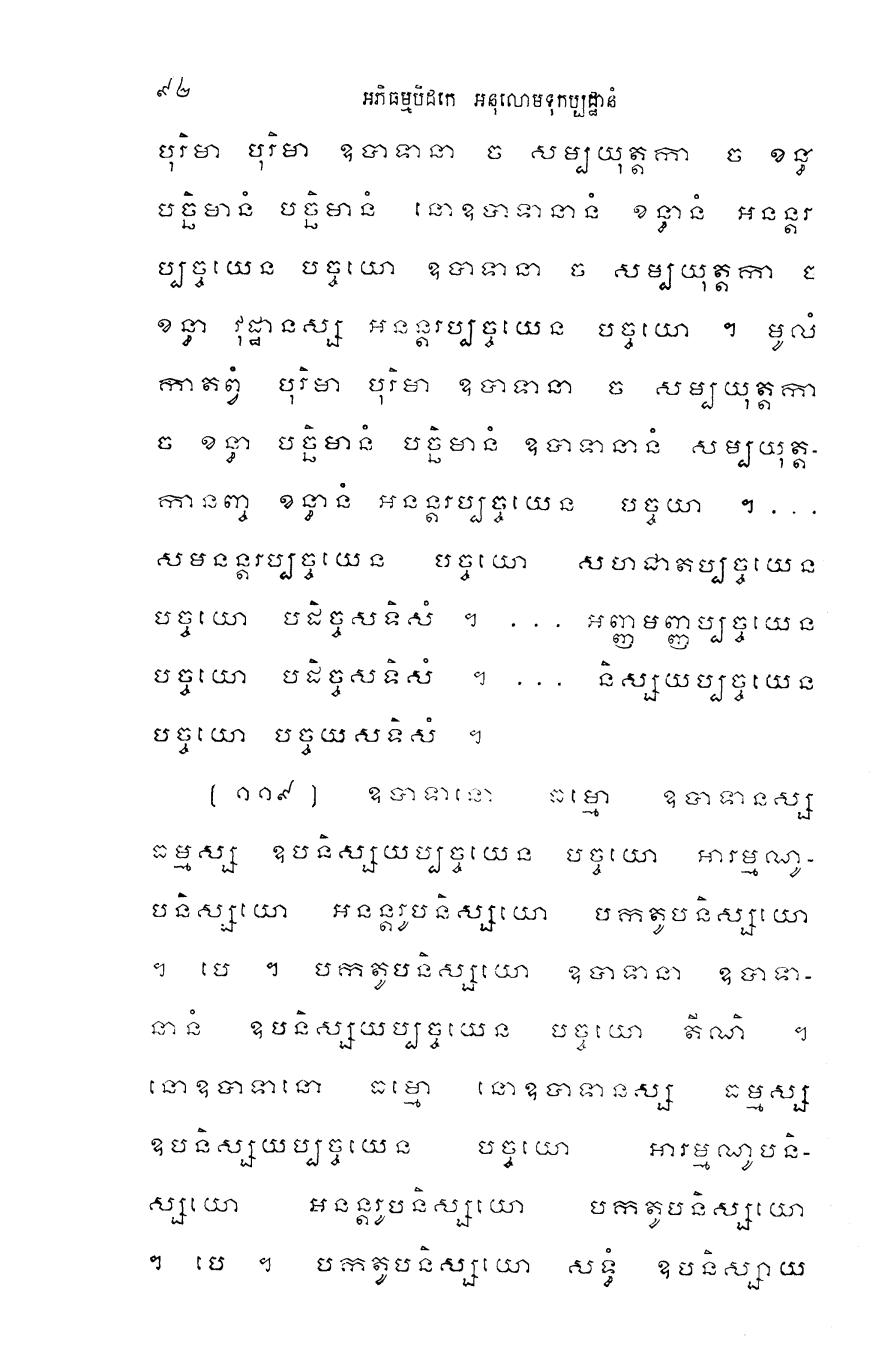 ៩២ អភិធម្មបិដកេ អនុលោមទុកប្បដ្ឋានំ
បុរិមា បុរិមា ឧបាទានា ច សម្បយុត្តកា ច ខន្ធា
បច្ឆិមានំ បច្ឆិមានំ នោឧបាទានានំ ខន្ធានំ អនន្តរ
ប្បច្ចយេន បច្ចយោ ឧបាទានា ច សម្បយុត្តកា ច
ខន្ធា វុដ្ឋានស្ស អនន្តរប្បច្ចយេន បច្ចយោ ។ មូលំ
កាតព្វំ បុរិមា បុរិមា ឧបាទានា ច សម្បយុត្តកា
ច ខន្ធា បច្ឆិមានំ បច្ឆិមានំ ឧបាទានានំ សម្បយុត្ត-
កានញ្ច ខន្ធានំ អនន្តរប្បច្ចយេន បច្ចយា ។ . . .
សមនន្តរប្បច្ចយេន បច្ចយោ សហជាតប្បច្ចយេន
បច្ចយោ បដិច្ចសទិសំ ។ . . . អញ្ញមញ្ញប្បច្ចយេន
បច្ចយោ បដិច្ចសទិសំ ។ . . . និស្សយប្បច្ចយេន
បច្ចយោ បច្ចយសទិសំ ។
[ ១១៩ ] ឧបាទានោ ធម្មោ ឧបាទានស្ស
ធម្មស្ស ឧបនិស្សយប្បច្ចយេន បច្ចយោ អារម្មណូ-
បនិស្សយោ អនន្តរូបនិស្សយោ បកតូបនិស្សយោ
។ បេ ។ បកតូបនិស្សយោ ឧបាទានា ឧបាទា-
នានំ ឧបនិស្សយប្បច្ចយេន បច្ចយោ តីណិ ។
នោឧបាទានោ ធម្មោ នោឧបាទានស្ស ធម្មស្ស
ឧបនិស្សយប្បច្ចយេន បច្ចយោ អារម្មណូបនិ-
ស្សយោ អនន្តរូបនិស្សយោ បកតូបនិស្សយោ
។ បេ ។ បកតូបនិស្សយោ សទ្ធំ ឧបនិស្សាយ